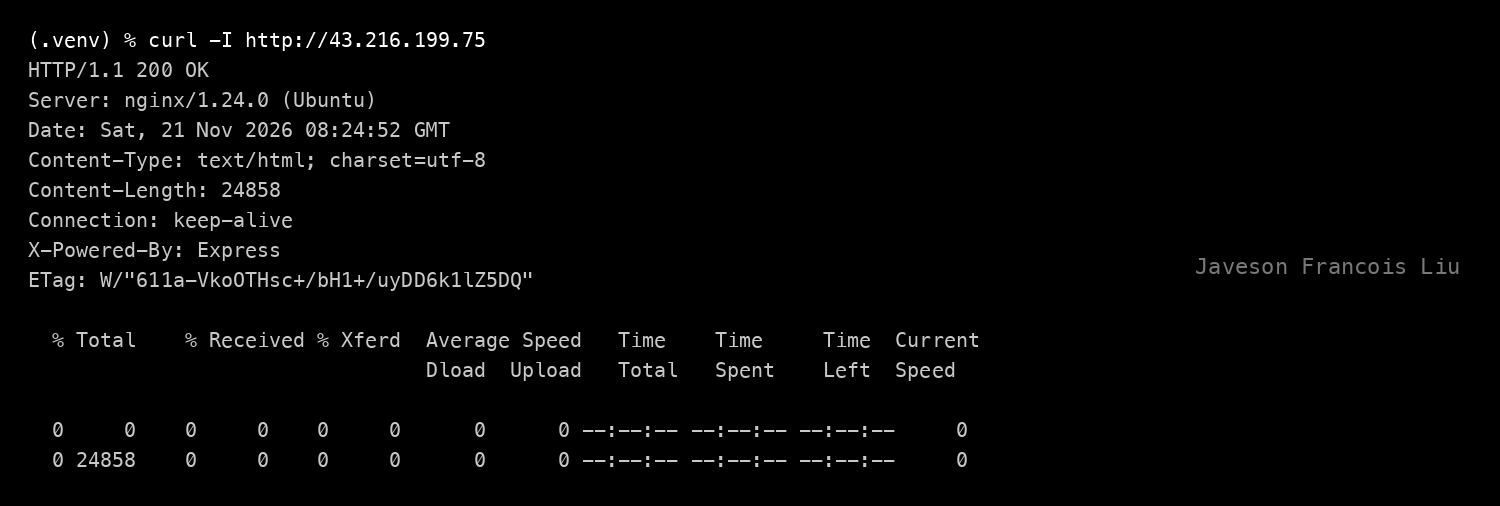 (.venv) % curl -I http://43.216.199.75
HTTP/1.1 200 OK
Server: nginx/1.24.0 (Ubuntu)
Date: Sat, 21 Nov 2026 08:24:52 GMT
Content-Type: text/html; charset=utf-8
Content-Length: 24858
Connection: keep-alive
X-Powered-By: Express
Javeson Francois Liu
ETag: W/"611a-VkoOTHsc+/bH1+/uyDD6k1lZ5DQ"
% Total % Received % Xferd Average Speed Time Time Time Current
Dload Upload Total Spent Left Speed
0 0 0 0 0 0 0 0 --:--:-- --:--:-- --:--:-- 0
0 24858 0 0 0 0 0 0 --:--:-- --:--:-- --:--:-- 0